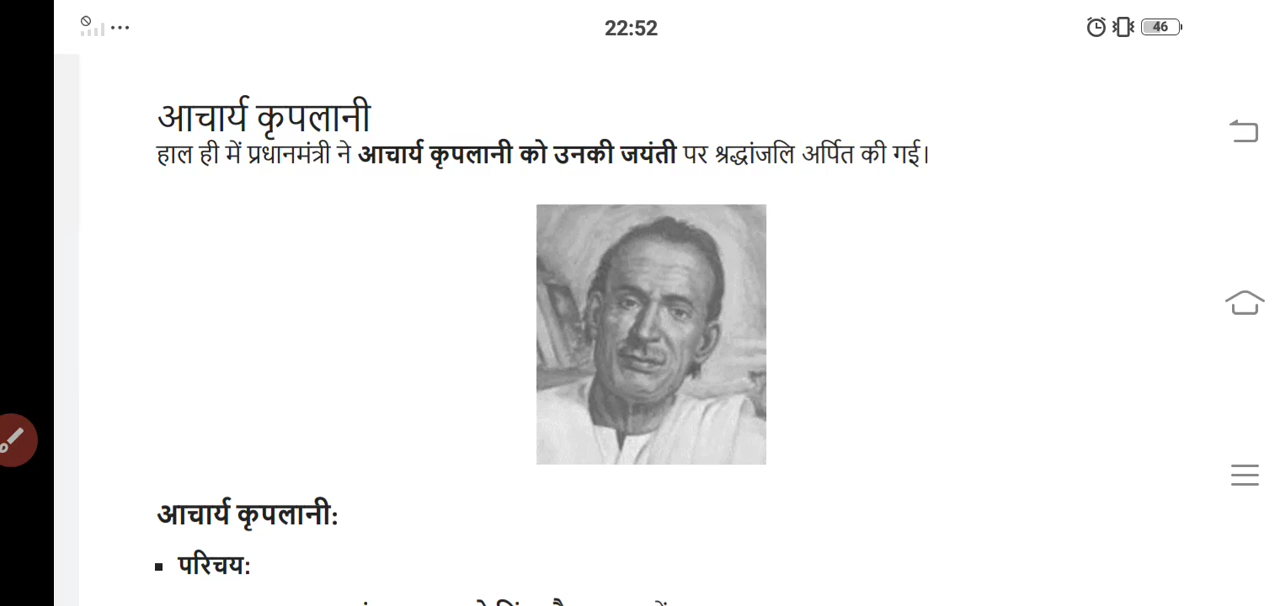 22:52
46
आचार्य कृपलानी
हाल ही में प्रधानमंत्री ने आचार्य कृपलानी को उनकी जयंती पर श्रद्धांजलि अर्पित की गई।
आचार्य कृपलानी:
▪ परिचय: